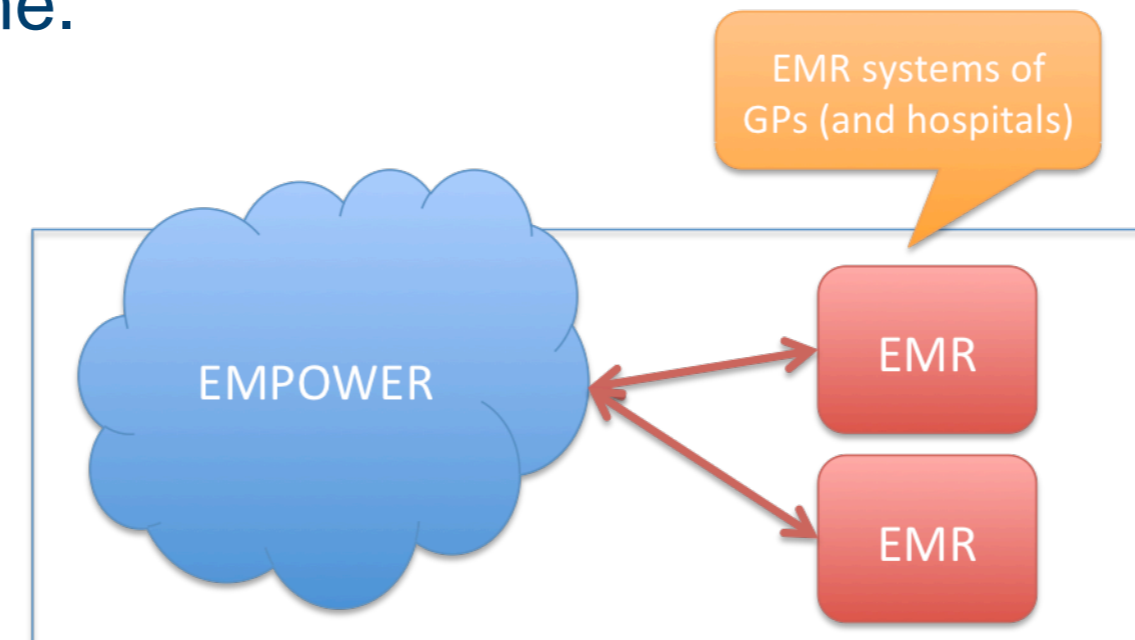 ne.
EMR systems of
GPs (and hospitals)
EMPOWER
EMR
EMR